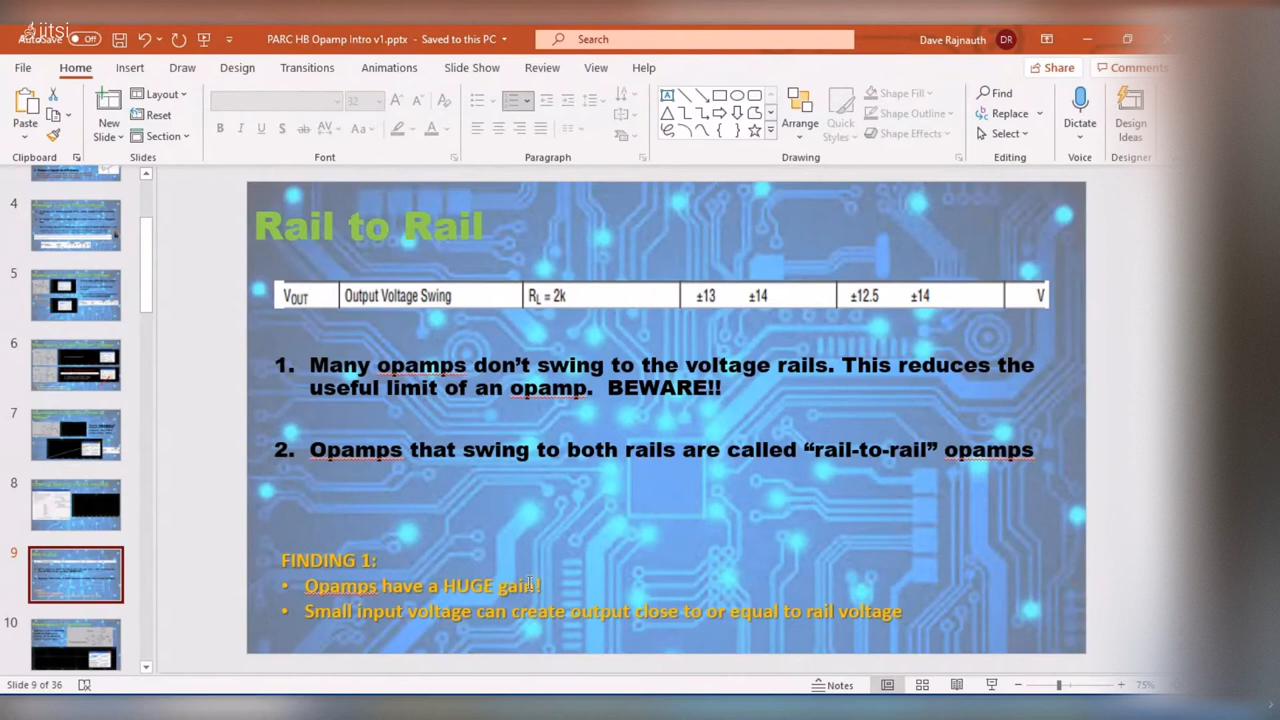 jitsi
AutoSave Off
PARC HB Opamp Intro v1.pptx - Saved to this PC
Search
Dave Rajnauth DR
File Home Insert Draw Design Transitions Animations Slide Show Review View Help Share Comments
Paste
New
Slide
Layout
Reset
Section
32
B I U S ab AV Aa A
Arrange
Quick
Styles
Shape Fill
Shape Outline
Shape Effects
Find
Replace
Select
Dictate
Design
Ideas
Clipboard Slides Font Paragraph Drawing Editing Voice Designer
4
5
6
7
8
9
10
Rail to Rail
VOUT Output Voltage Swing RL = 2k ±13 ±14 ±12.5 ±14 V
1. Many opamps don’t swing to the voltage rails. This reduces the
useful limit of an opamp. BEWARE!!
2. Opamps that swing to both rails are called “rail-to-rail” opamps
FINDING 1:
• Opamps have a HUGE gain!
• Small input voltage can create output close to or equal to rail voltage
Slide 9 of 36
Notes
75%